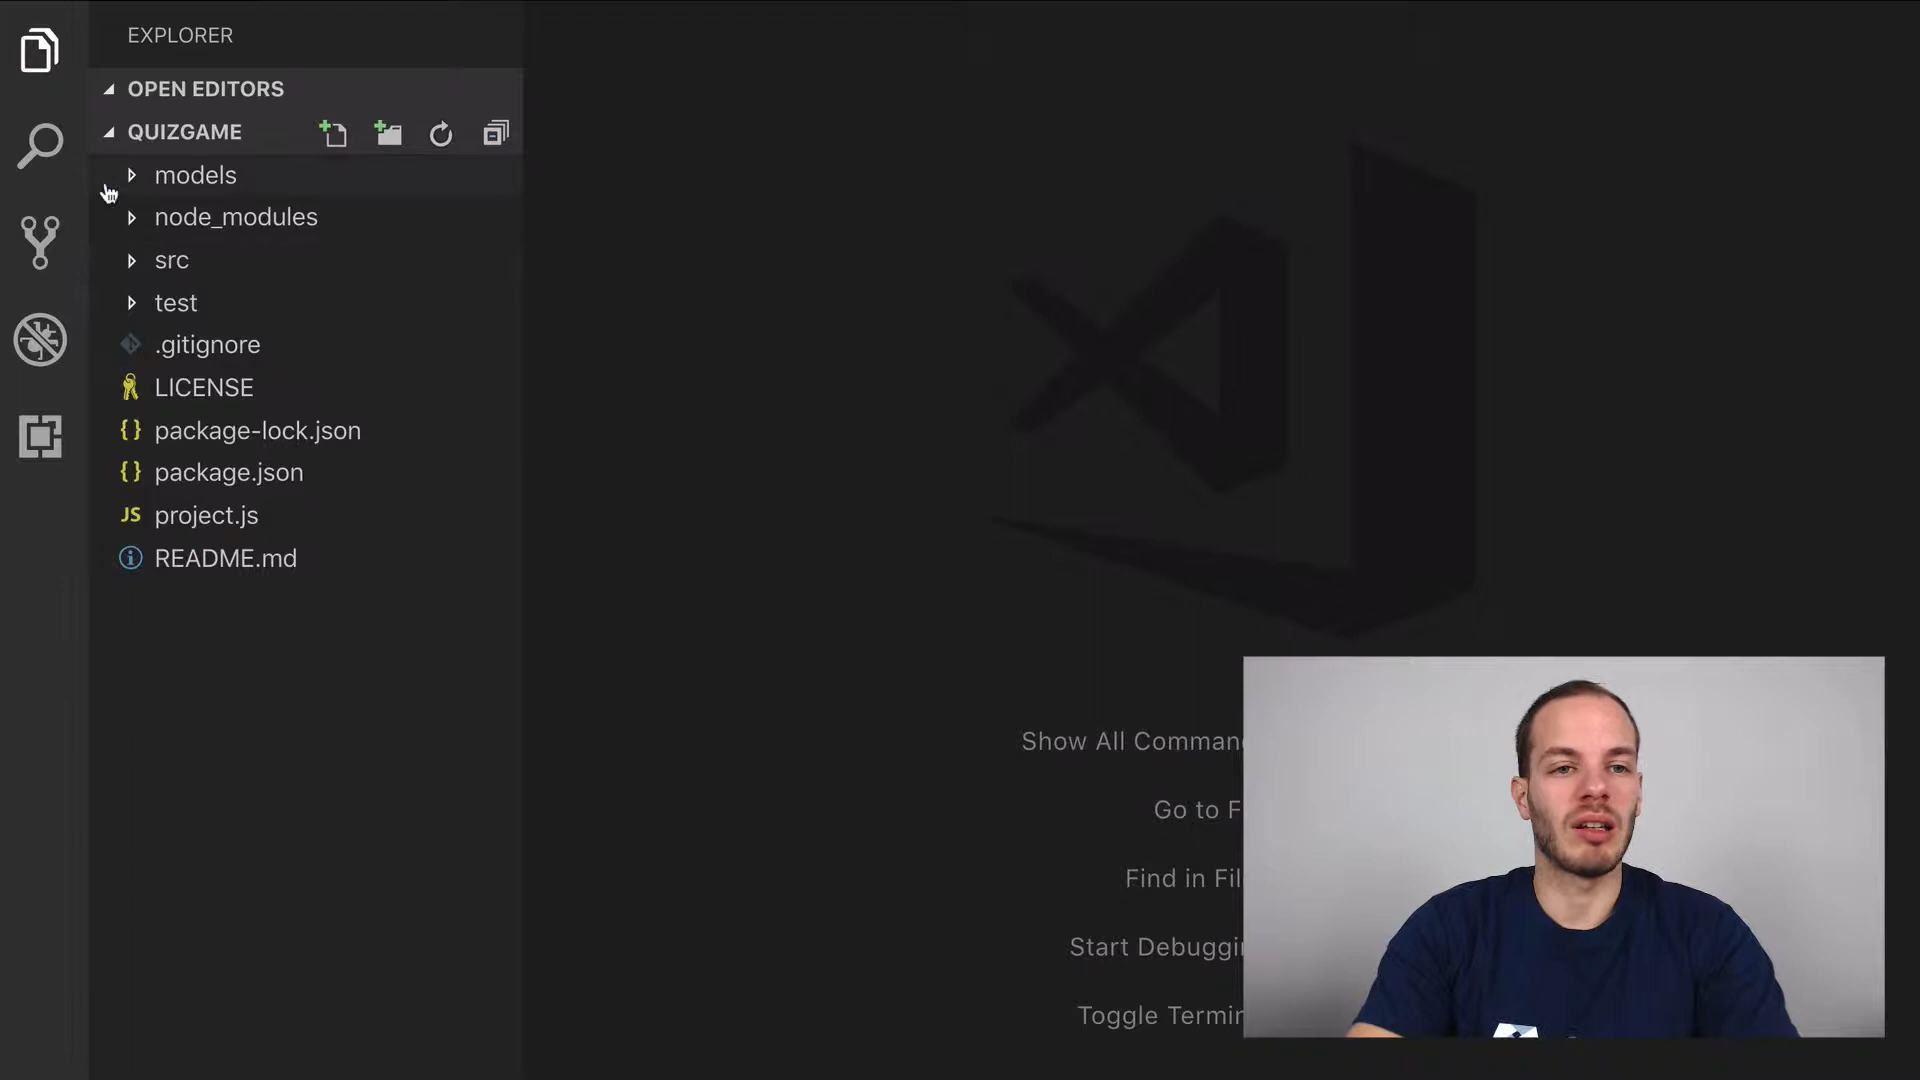 EXPLORER
OPEN EDITORS
QUIZGAME
models
node_modules
src
test
.gitignore
LICENSE
{} package-lock.json
{} package.json
JS project.js
README.md
Show All Comman
Go to F
Find in Fil
Start Debuggi
Toggle Termin